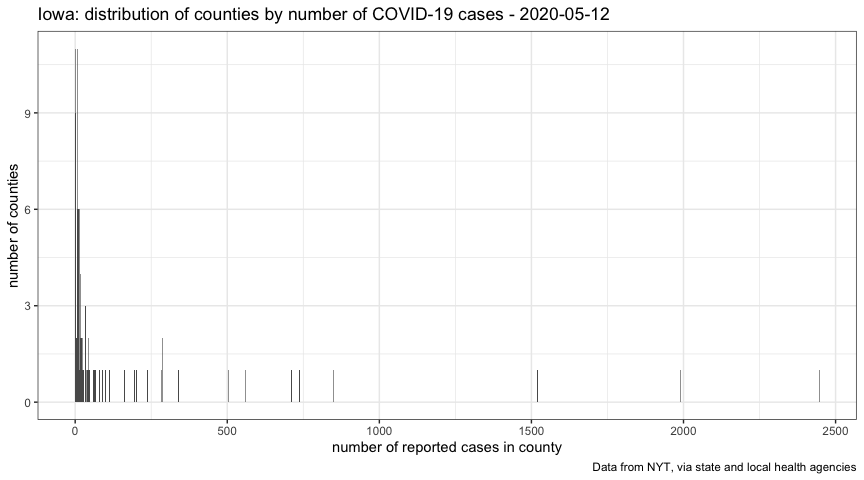 Iowa: distribution of counties by number of COVID-19 cases - 2020-05-12
number of counties
9
6
3
0
0 500 1000 1500 2000 2500
number of reported cases in county
Data from NYT, via state and local health agencies